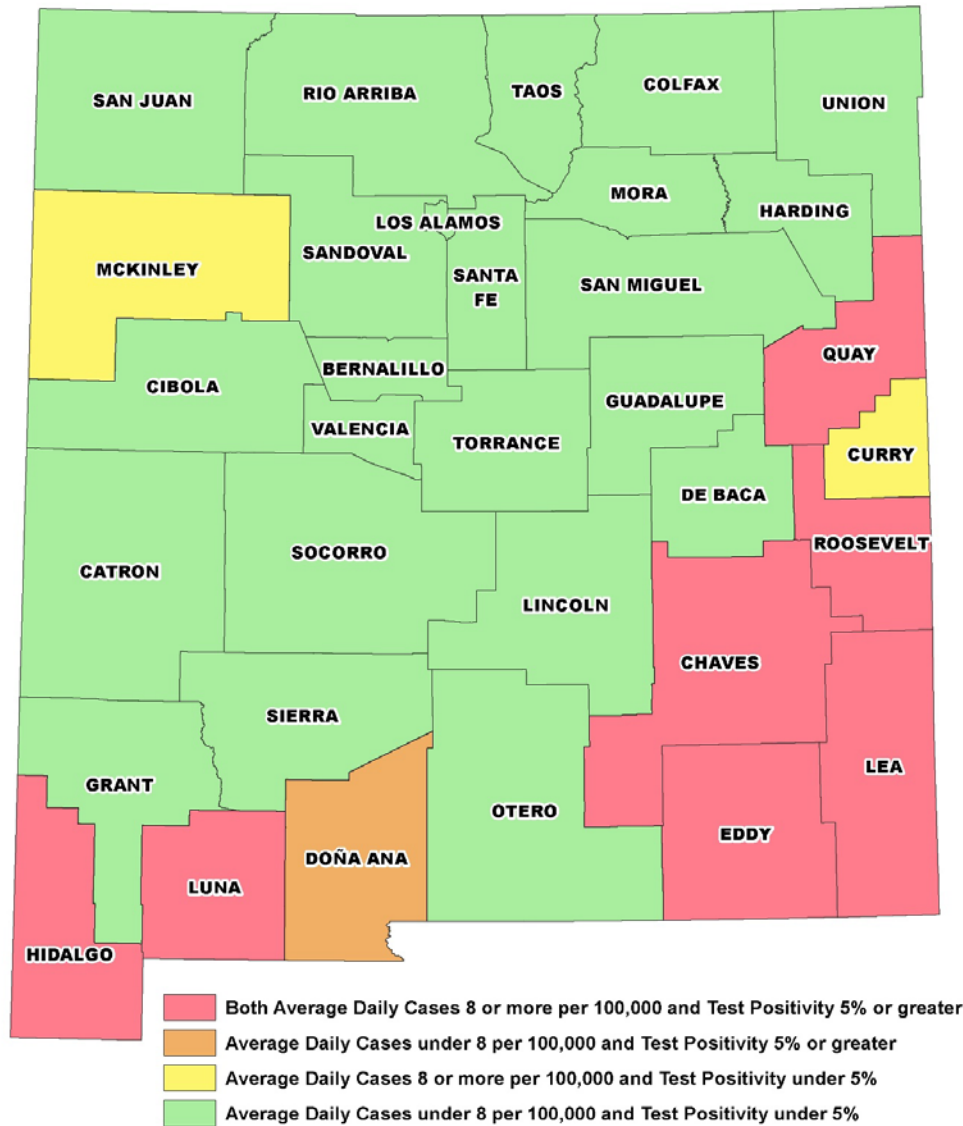 SAN JUAN
RIO ARRIBA
TAOS
COLFAX
UNION
MORA
HARDING
LOS ALAMOS
SANDOVAL
MCKINLEY
SANTA
FE
SAN MIGUEL
QUAY
BERNALILLO
CIBOLA
GUADALUPE
VALENCIA
TORRANCE
CURRY
DE BACA
ROOSEVELT
SOCORRO
CATRON
LINCOLN
CHAVES
SIERRA
LEA
GRANT
OTERO
EDDY
DOÑA ANA
LUNA
HIDALGO
Both Average Daily Cases 8 or more per 100,000 and Test Positivity 5% or greater
Average Daily Cases under 8 per 100,000 and Test Positivity 5% or greater
Average Daily Cases 8 or more per 100,000 and Test Positivity under 5%
Average Daily Cases under 8 per 100,000 and Test Positivity under 5%